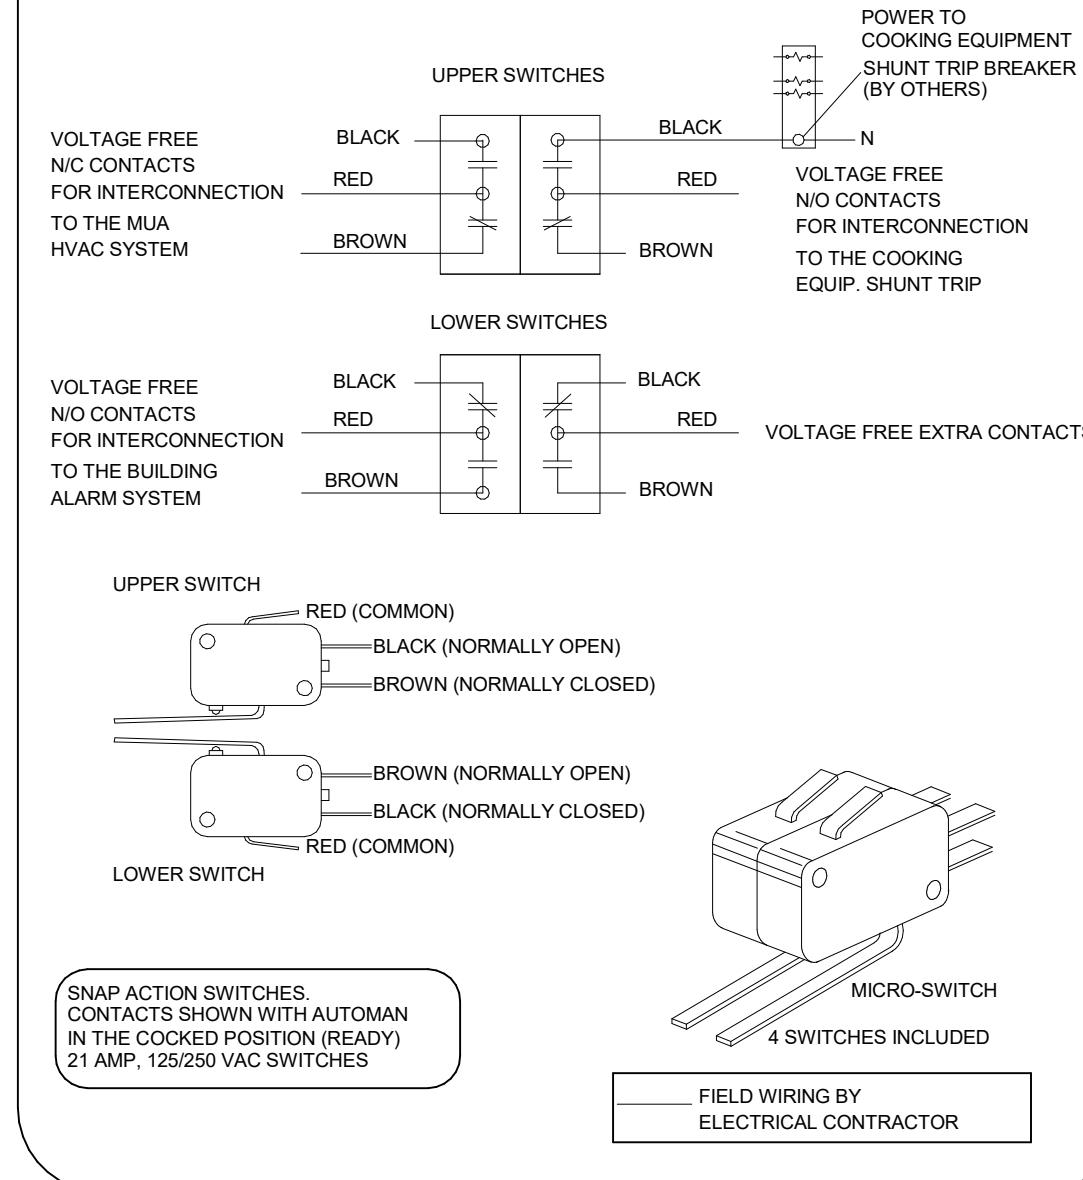 POWER TO
COOKING EQUIPMENT
SHUNT TRIP BREAKER
(BY OTHERS)
UPPER SWITCHES
VOLTAGE FREE
N/C CONTACTS
FOR INTERCONNECTION
TO THE MUA
HVAC SYSTEM
BLACK
RED
BROWN
BLACK
RED
BROWN
N
VOLTAGE FREE
N/O CONTACTS
FOR INTERCONNECTION
TO THE COOKING
EQUIP. SHUNT TRIP
LOWER SWITCHES
VOLTAGE FREE
N/O CONTACTS
FOR INTERCONNECTION
TO THE BUILDING
ALARM SYSTEM
BLACK
RED
BROWN
BLACK
RED
BROWN
VOLTAGE FREE EXTRA CONTACTS
UPPER SWITCH
RED (COMMON)
BLACK (NORMALLY OPEN)
BROWN (NORMALLY CLOSED)
BROWN (NORMALLY OPEN)
BLACK (NORMALLY CLOSED)
RED (COMMON)
LOWER SWITCH
SNAP ACTION SWITCHES.
CONTACTS SHOWN WITH AUTOMAN
IN THE COCKED POSITION (READY)
21 AMP, 125/250 VAC SWITCHES
MICRO-SWITCH
4 SWITCHES INCLUDED
FIELD WIRING BY
ELECTRICAL CONTRACTOR